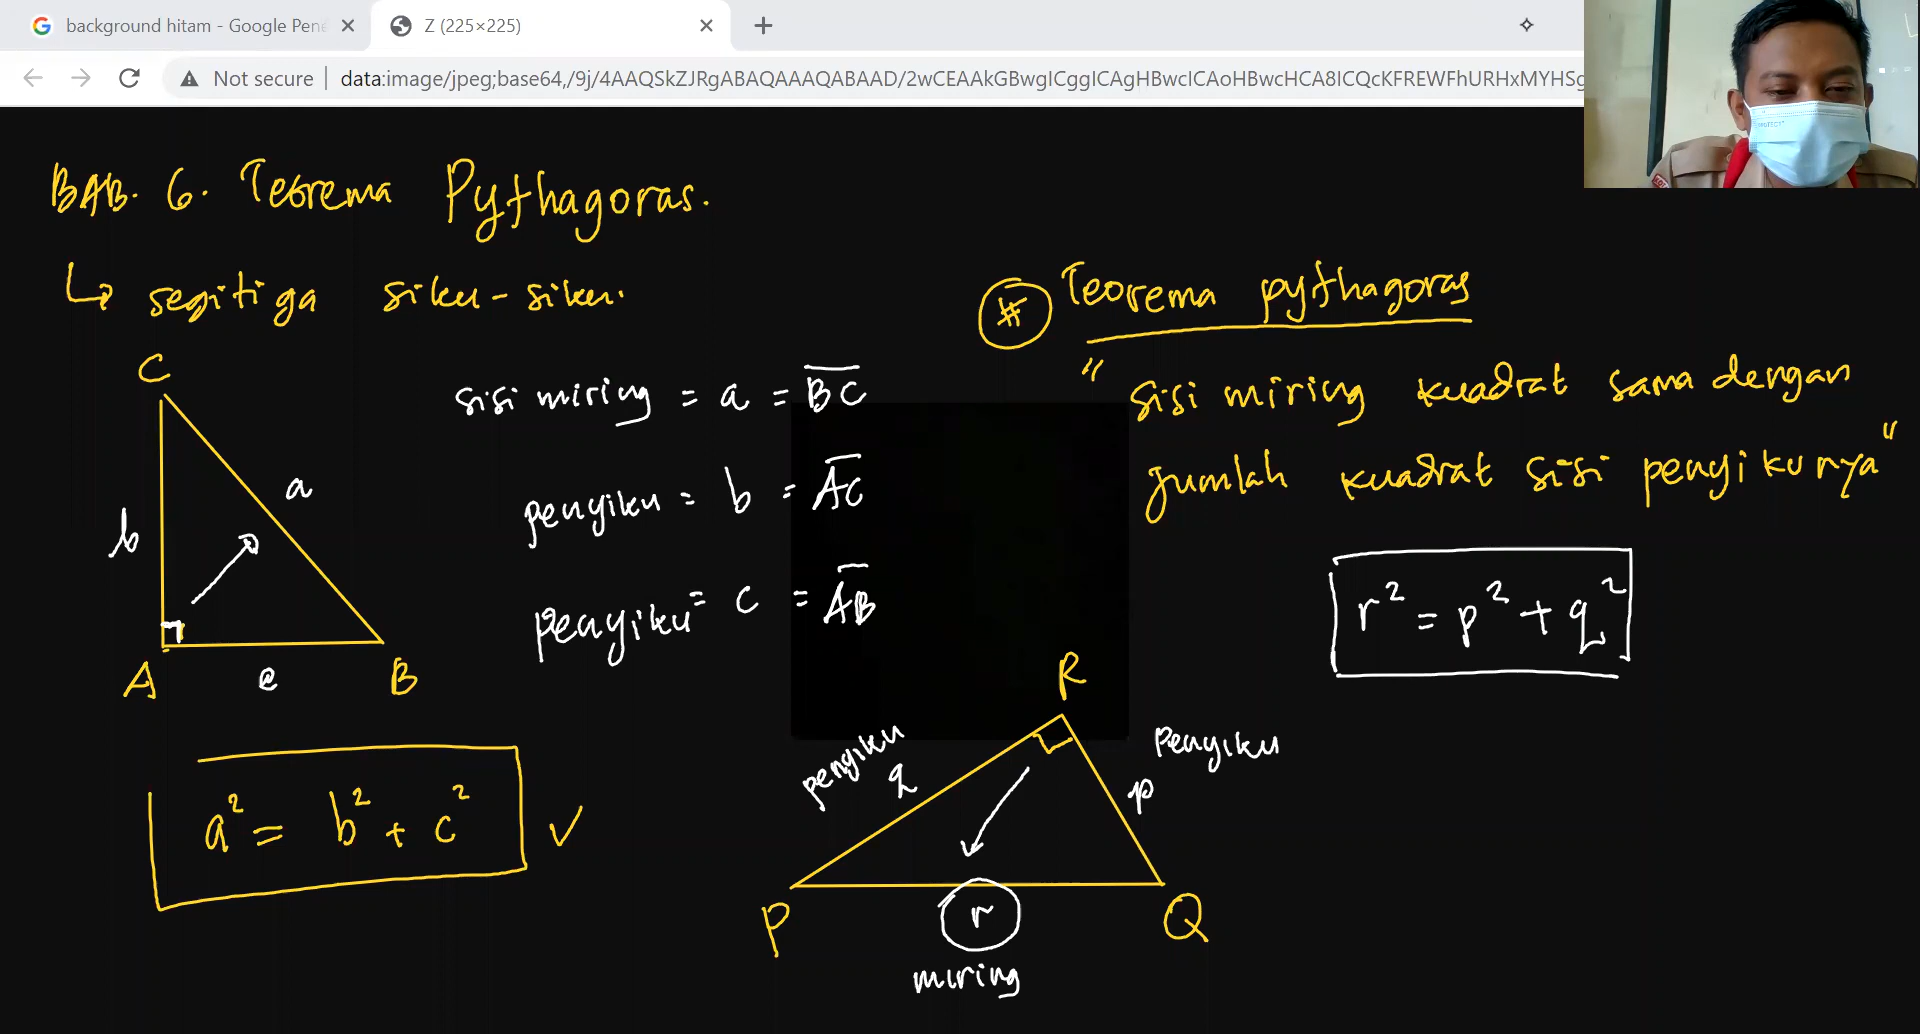 background hitam - Google Pene
Z (225×225)
Not secure | data:image/jpeg;base64,/9j/4AAQSkZJRgABAQAAAQABAAD/2wCEAAkGBwgICggICAgHBwcICAoHBwcHCA8ICQcKFREWFhURHxMYHSg
BAB. 6. Teorema Pythagoras.
↳ segitiga siku-siku.
C
b
a
A
c
B
sisi miring = a = BC
penyiku = b = AC
penyiku = c = AB
a² = b² + c² ✓
* Teorema pythagoras
" sisi miring kuadrat sama dengan
jumlah kuadrat sisi penyikunya "
r² = p² + q²
R
penyiku
q
Penyiku
p
P
r
Q
miring